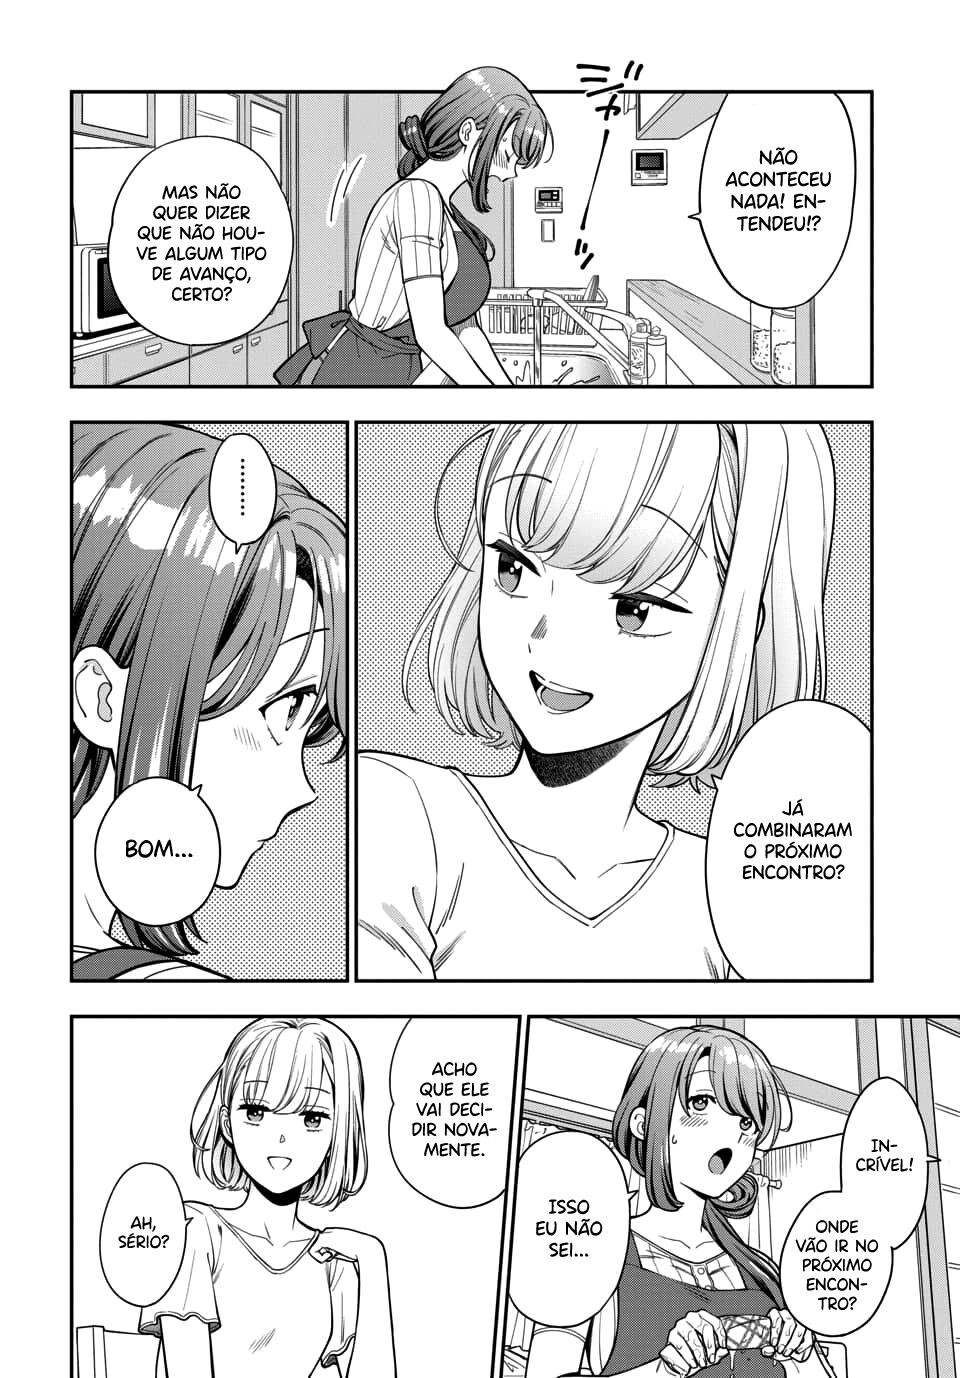 NÃO
ACONTECEU
NADA! EN-
TENDEU!?
MAS NÃO
QUER DIZER
QUE NÃO HOU-
VE ALGUM TIPO
DE AVANÇO,
CERTO?
JÁ
COMBINARAM
O PRÓXIMO
ENCONTRO?
.........
BOM...
IN-
CRÍVEL!
ONDE
VÃO IR NO
PRÓXIMO
ENCON-
TRO?
ISSO
EU NÃO
SEI...
ACHO
QUE ELE
VAI DECI-
DIR NOVA-
MENTE.
AH,
SÉRIO?